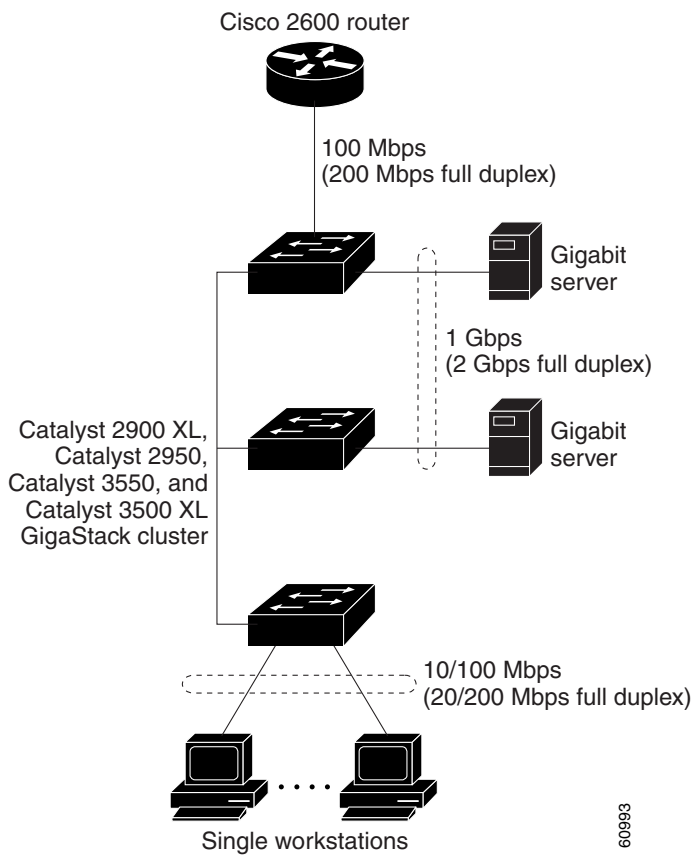 Cisco 2600 router
100 Mbps
(200 Mbps full duplex)
Gigabit
server
1 Gbps
(2 Gbps full duplex)
Catalyst 2900 XL,
Catalyst 2950,
Catalyst 3550, and
Catalyst 3500 XL
GigaStack cluster
Gigabit
server
10/100 Mbps
(20/200 Mbps full duplex)
Single workstations
60993